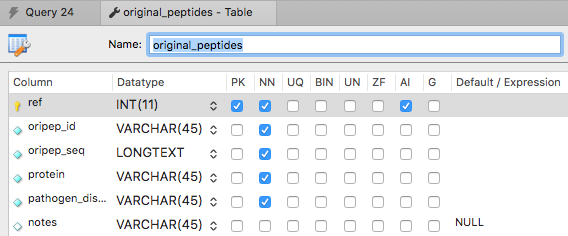 Query 24 original_peptides - Table
Name: original_peptides
Column Datatype PK NN UQ BIN UN ZF AI G Default / Expression
ref INT(11)
oripep_id VARCHAR(45)
oripep_seq LONGTEXT
protein VARCHAR(45)
pathogen_dis... VARCHAR(45)
notes VARCHAR(45) NULL